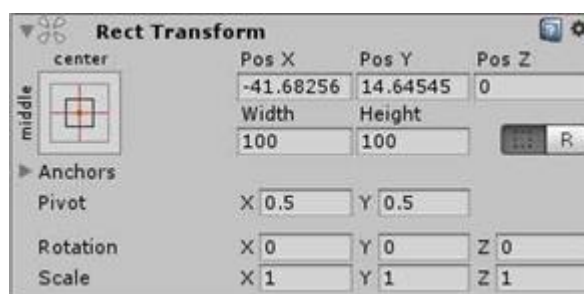 Rect Transform
center
middle
Pos X Pos Y Pos Z
-41.68256 14.64545 0
Width Height
100 100
R
Anchors
Pivot X 0.5 Y 0.5
Rotation X 0 Y 0 Z 0
Scale X 1 Y 1 Z 1